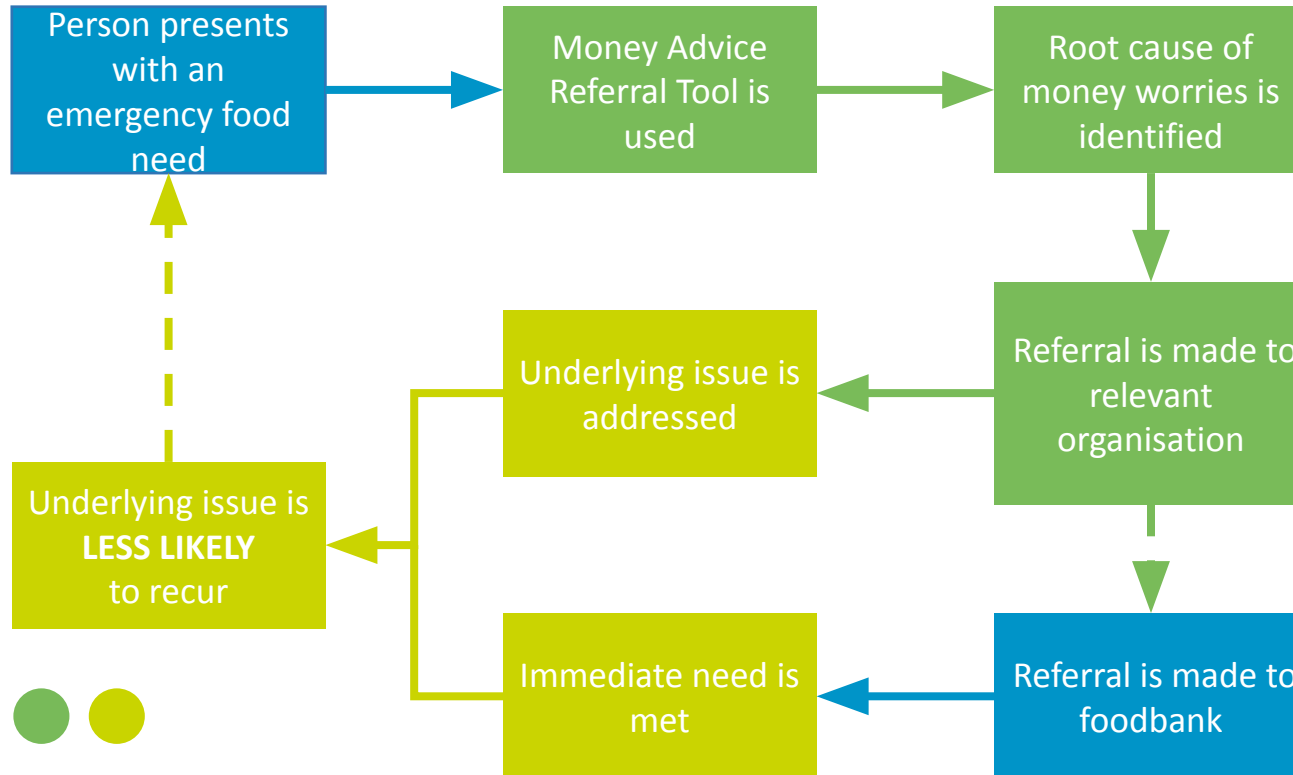 Person presents
with an
emergency food
need
Money Advice
Referral Tool is
used
Root cause of
money worries is
identified
Referral is made to
relevant
organisation
Underlying issue is
addressed
Underlying issue is
LESS LIKELY
to recur
Immediate need is
met
Referral is made to
foodbank